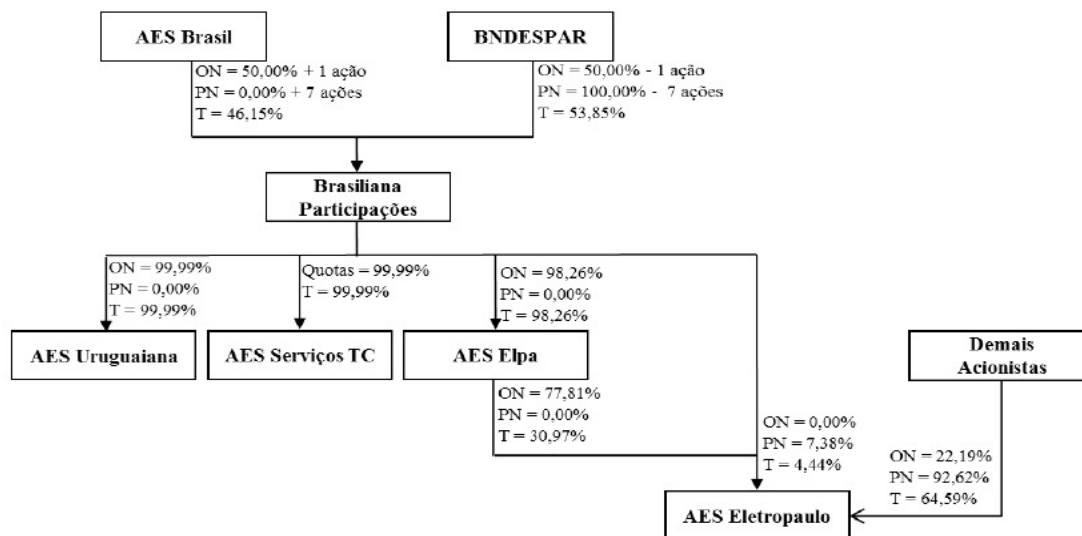 AES Brasil
BNDESPAR
ON = 50,00% + 1 ação
PN = 0,00% + 7 ações
T = 46,15%
ON = 50,00% - 1 ação
PN = 100,00% - 7 ações
T = 53,85%
Brasiliana
Participações
ON = 99,99%
PN = 0,00%
T = 99,99%
Quotas = 99,99%
T = 99,99%
ON = 98,26%
PN = 0,00%
T = 98,26%
AES Uruguaiana
AES Serviços TC
AES Elpa
Demais
Acionistas
ON = 77,81%
PN = 0,00%
T = 30,97%
ON = 0,00%
PN = 7,38%
T = 4,44%
ON = 22,19%
PN = 92,62%
T = 64,59%
AES Eletropaulo